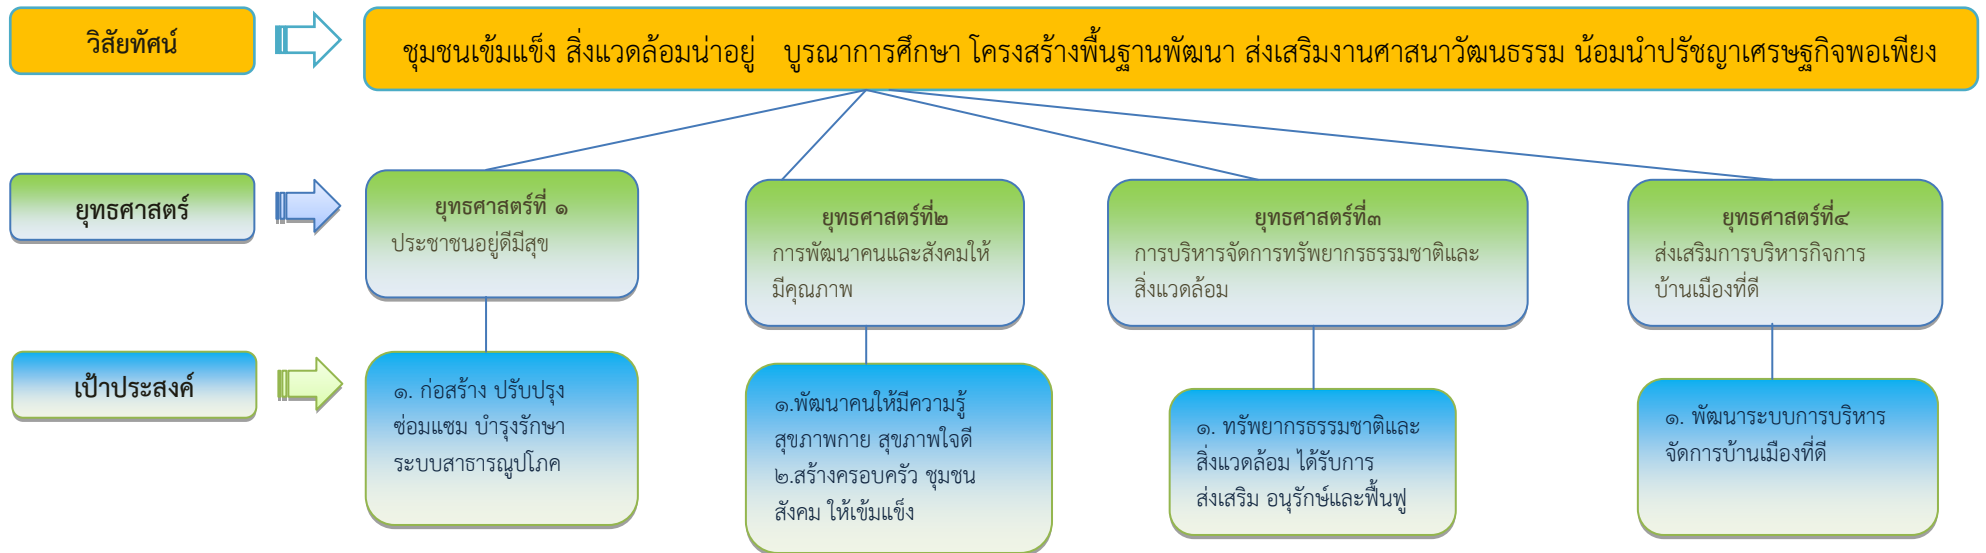 วิสัยทัศน์
ชุมชนเข้มแข็ง สิ่งแวดล้อมน่าอยู่ บูรณาการศึกษา โครงสร้างพื้นฐานพัฒนา ส่งเสริมงานศาสนาวัฒนธรรม น้อมนำปรัชญาเศรษฐกิจพอเพียง
ยุทธศาสตร์
ยุทธศาสตร์ที่ ๑
ประชาชนอยู่ดีมีสุข
ยุทธศาสตร์ที่๒
การพัฒนาคนและสังคมให้
มีคุณภาพ
ยุทธศาสตร์ที่๓
การบริหารจัดการทรัพยากรธรรมชาติและ
สิ่งแวดล้อม
ยุทธศาสตร์ที่๔
ส่งเสริมการบริหารกิจการ
บ้านเมืองที่ดี
เป้าประสงค์
๑. ก่อสร้าง ปรับปรุง
ซ่อมแซม บำรุงรักษา
ระบบสาธารณูปโภค
๑.พัฒนาคนให้มีความรู้
สุขภาพกาย สุขภาพใจดี
๒.สร้างครอบครัว ชุมชน
สังคม ให้เข้มแข็ง
๑. ทรัพยากรธรรมชาติและ
สิ่งแวดล้อม ได้รับการ
ส่งเสริม อนุรักษ์และฟื้นฟู
๑. พัฒนาระบบการบริหาร
จัดการบ้านเมืองที่ดี